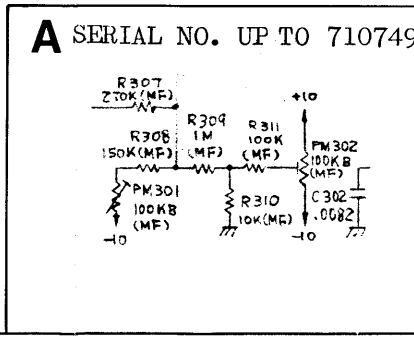 A SERIAL NO. UP TO 710749
R307
270K(MF)
R308
150K(MF)
R309
1M
(MF)
R311
100K
(MF)
+10
PM302
100KB
(MF)
PM301
100KB
(MF)
-10
R310
10K(MF)
C302
.0082
-10